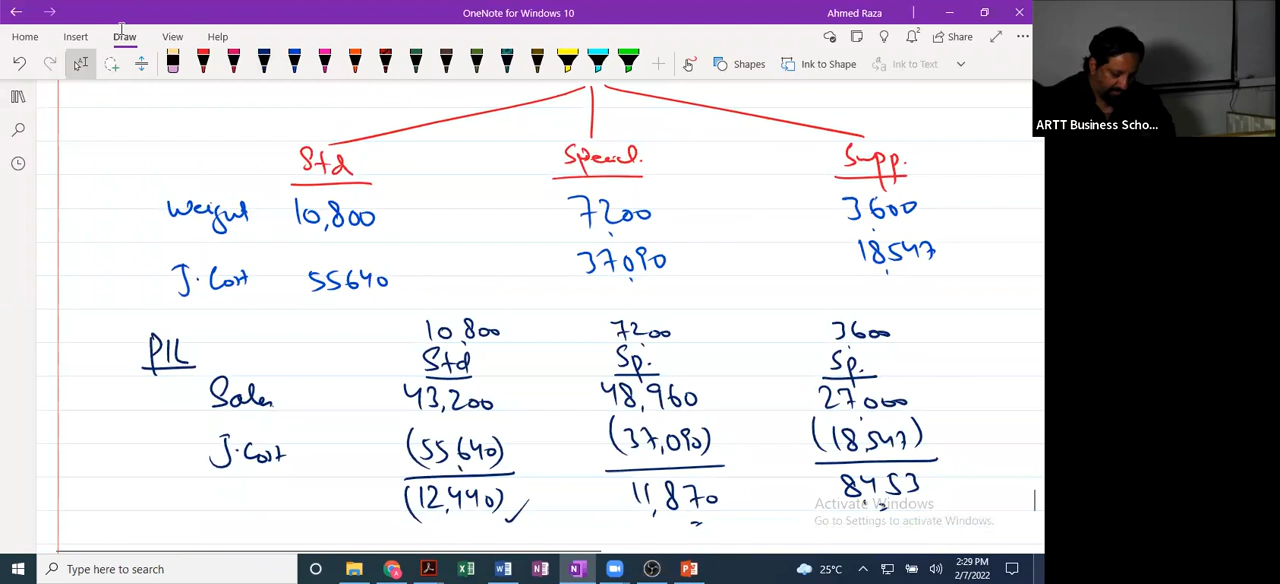 OneNote for Windows 10
Ahmed Raza
Home Insert Draw View Help
Share
Shapes Ink to Shape Ink to Text
ARTT Business Scho...
Std Special. Supp.
Weight 10,800 7200 3600
J. Cost 55640 37,090 18,547
10,800 7200 3600
P/L Std Sp. Sp.
Sales 43,200 48,960 27,000
J. Cost (55,640) (37,090) (18,547)
(12,440) 11,870 8453
Activate Windows
Go to Settings to activate Windows.
Type here to search
25°C
2:29 PM
2/7/2022